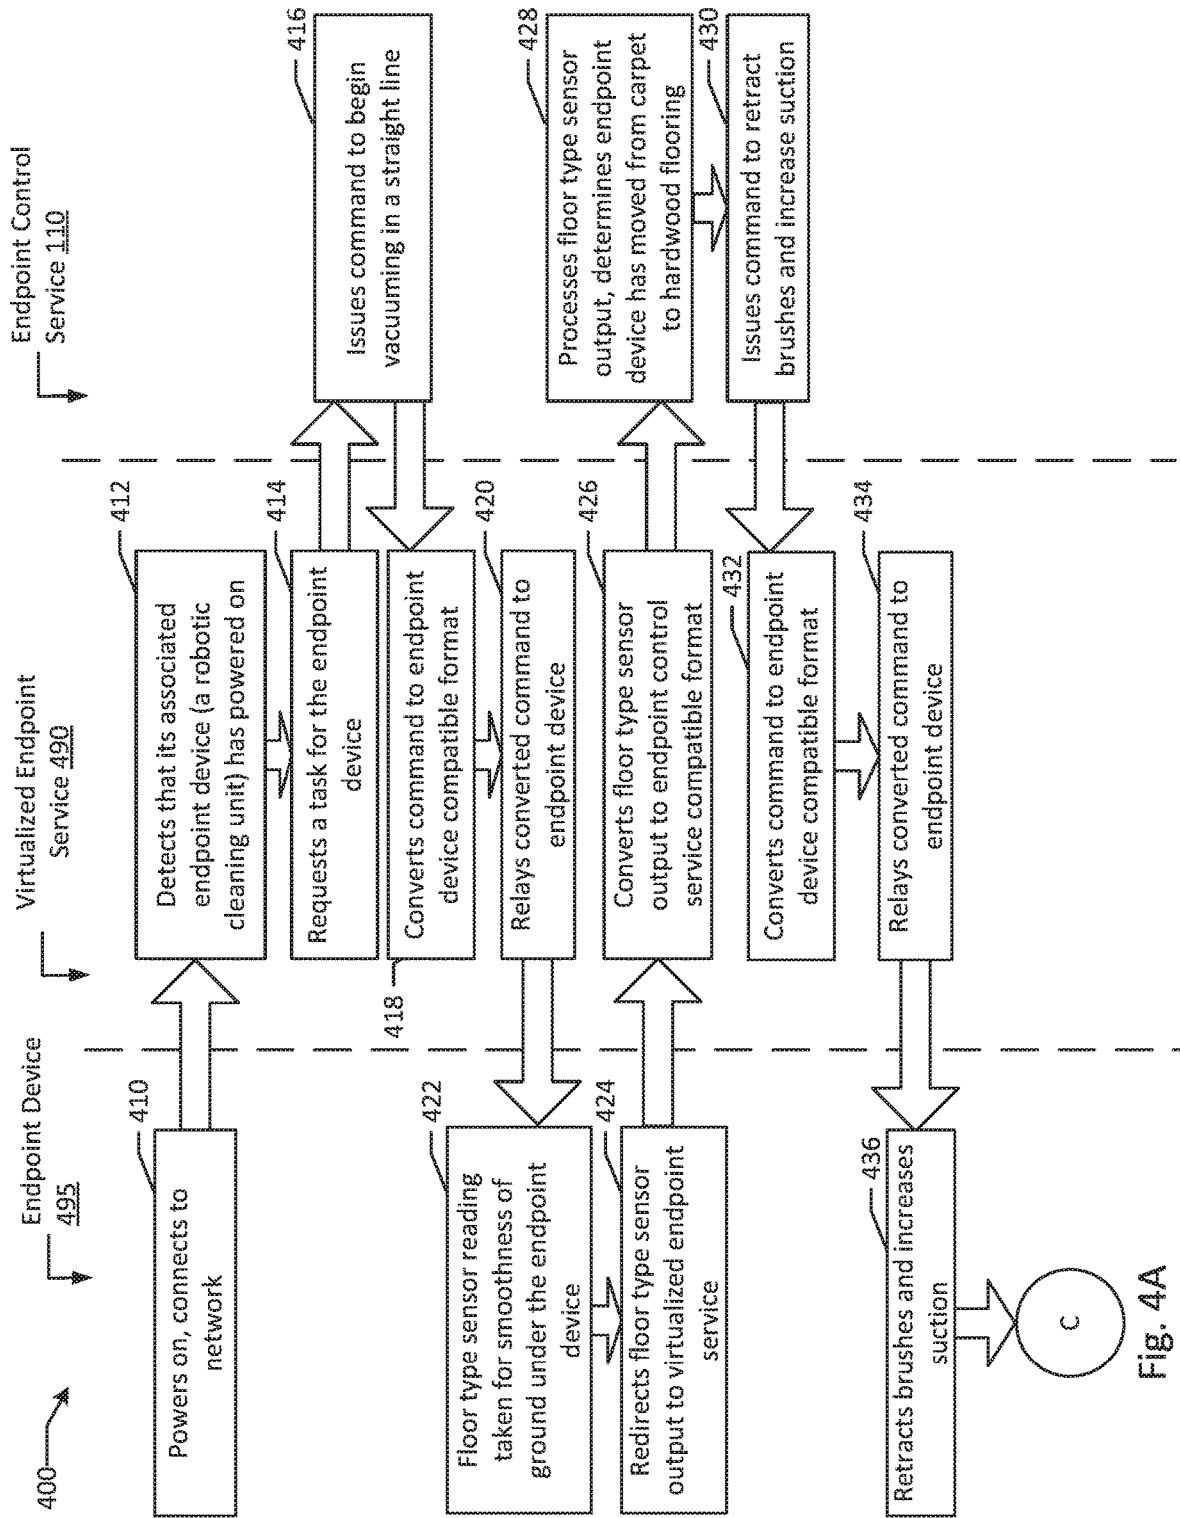 400
Endpoint Device
495
Virtualized Endpoint
Service 490
Endpoint Control
Service 110
410
Powers on, connects to
network
412
Detects that its associated
endpoint device (a robotic
cleaning unit) has powered on
414
Requests a task for the endpoint
device
416
Issues command to begin
vacuuming in a straight line
418
Converts command to endpoint
device compatible format
420
Relays converted command to
endpoint device
422
Floor type sensor reading
taken for smoothness of
ground under the endpoint
device
424
Redirects floor type sensor
output to virtualized endpoint
service
426
Converts floor type sensor
output to endpoint control
service compatible format
428
Processes floor type sensor
output, determines endpoint
device has moved from carpet
to hardwood flooring
430
Issues command to retract
brushes and increase suction
432
Converts command to endpoint
device compatible format
434
Relays converted command to
endpoint device
436
Retracts brushes and increases
suction
C
Fig. 4A